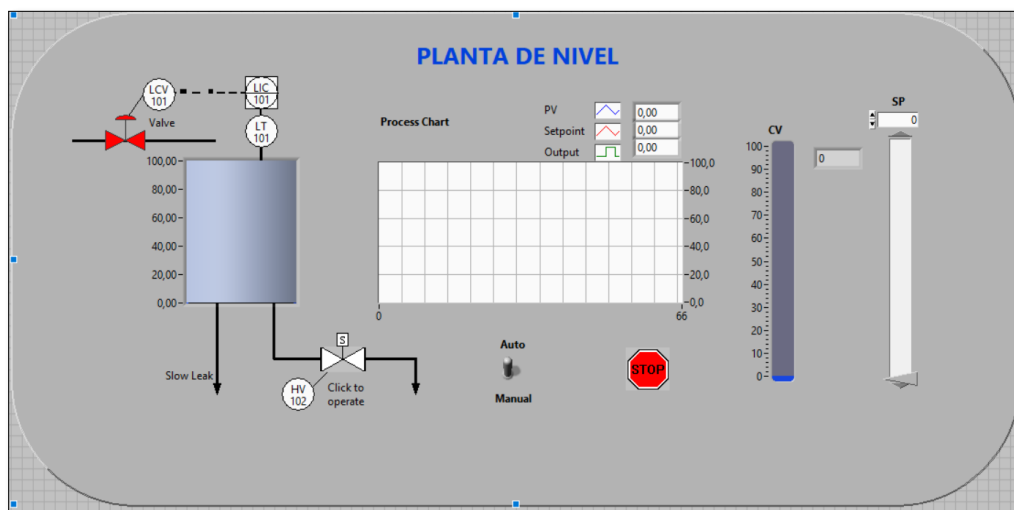 PLANTA DE NIVEL
LCV
101
LIC
101
Valve
LT
101
Process Chart
PV
0,00
Setpoint
0,00
Output
0,00
CV
SP
0
0
100,00
80,00
60,00
40,00
20,00
0,00
100,0
80,0
60,0
40,0
20,0
0,0
0
66
100
90
80
70
60
50
40
30
20
10
0
S
Slow Leak
HV
102
Click to
operate
Auto
Manual
STOP